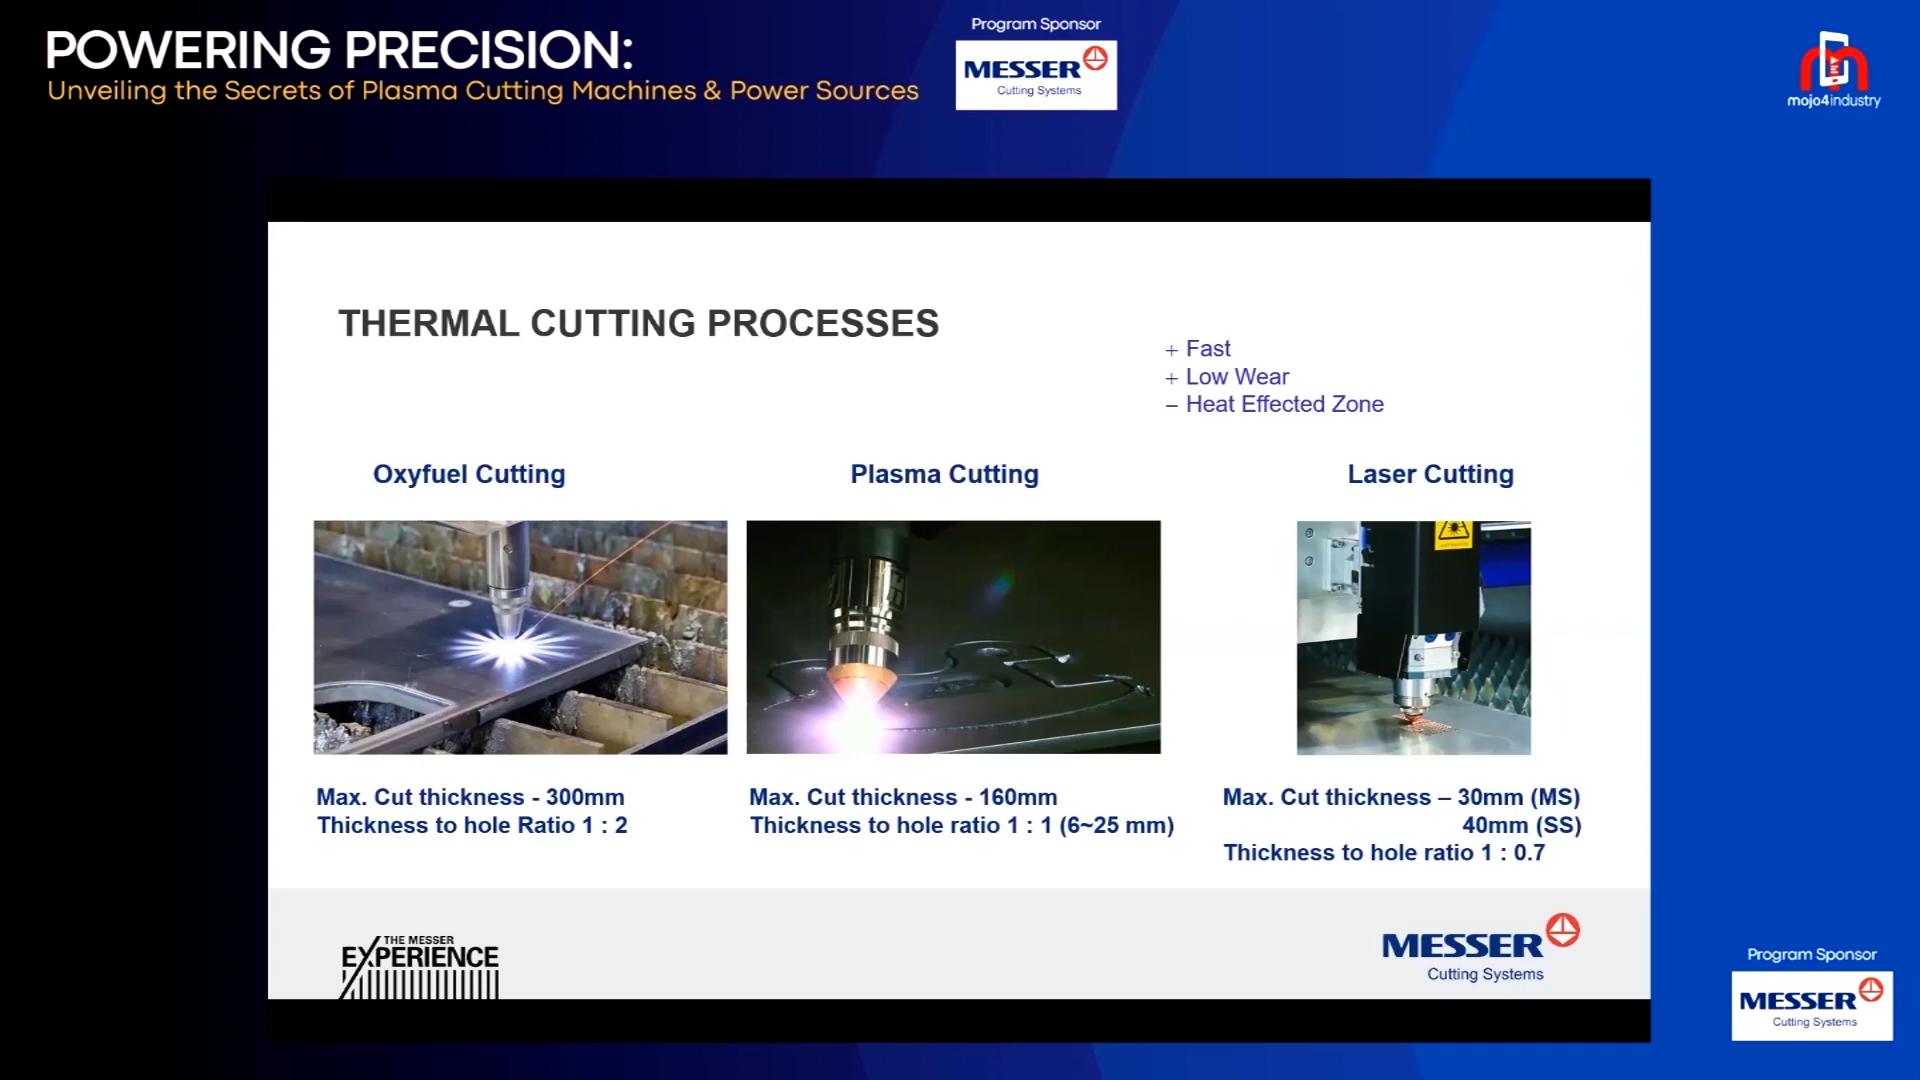 POWERING PRECISION:
Unveiling the Secrets of Plasma Cutting Machines & Power Sources
Program Sponsor
MESSER
Cutting Systems
mojo4industry
THERMAL CUTTING PROCESSES
+ Fast
+ Low Wear
– Heat Effected Zone
Oxyfuel Cutting
Plasma Cutting
Laser Cutting
Max. Cut thickness - 300mm
Thickness to hole Ratio 1 : 2
Max. Cut thickness - 160mm
Thickness to hole ratio 1 : 1 (6~25 mm)
Max. Cut thickness – 30mm (MS)
40mm (SS)
Thickness to hole ratio 1 : 0.7
THE MESSER
EXPERIENCE
MESSER
Cutting Systems
Program Sponsor
MESSER
Cutting Systems